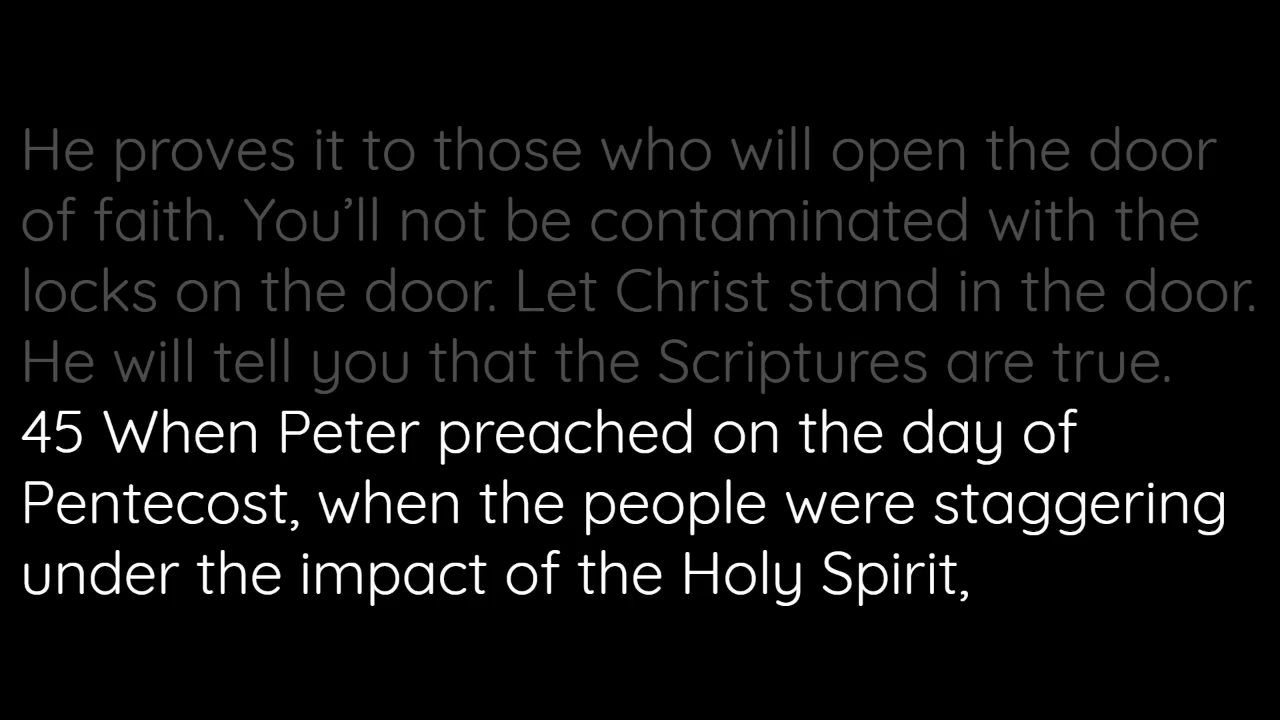 He proves it to those who will open the door
of faith. You’ll not be contaminated with the
locks on the door. Let Christ stand in the door.
He will tell you that the Scriptures are true.
45 When Peter preached on the day of
Pentecost, when the people were staggering
under the impact of the Holy Spirit,